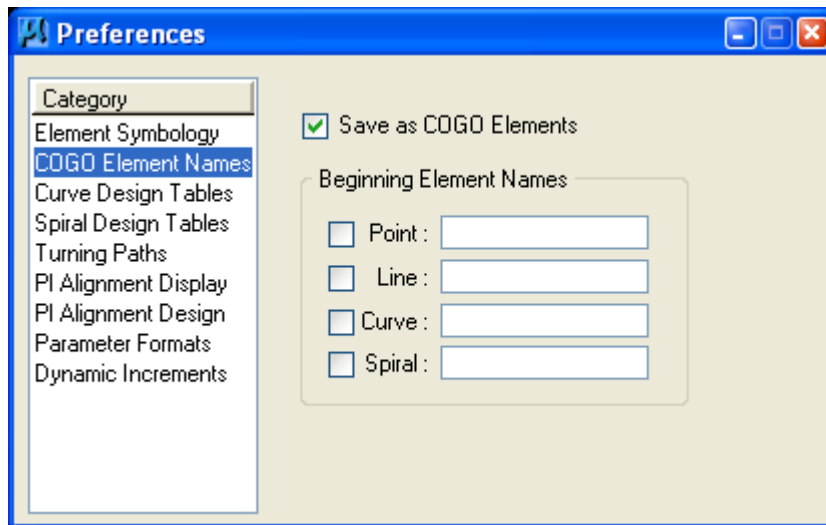 Preferences
Category
Element Symbology
COGO Element Names
Curve Design Tables
Spiral Design Tables
Turning Paths
PI Alignment Display
PI Alignment Design
Parameter Formats
Dynamic Increments
Save as COGO Elements
Beginning Element Names
Point :
Line :
Curve :
Spiral :